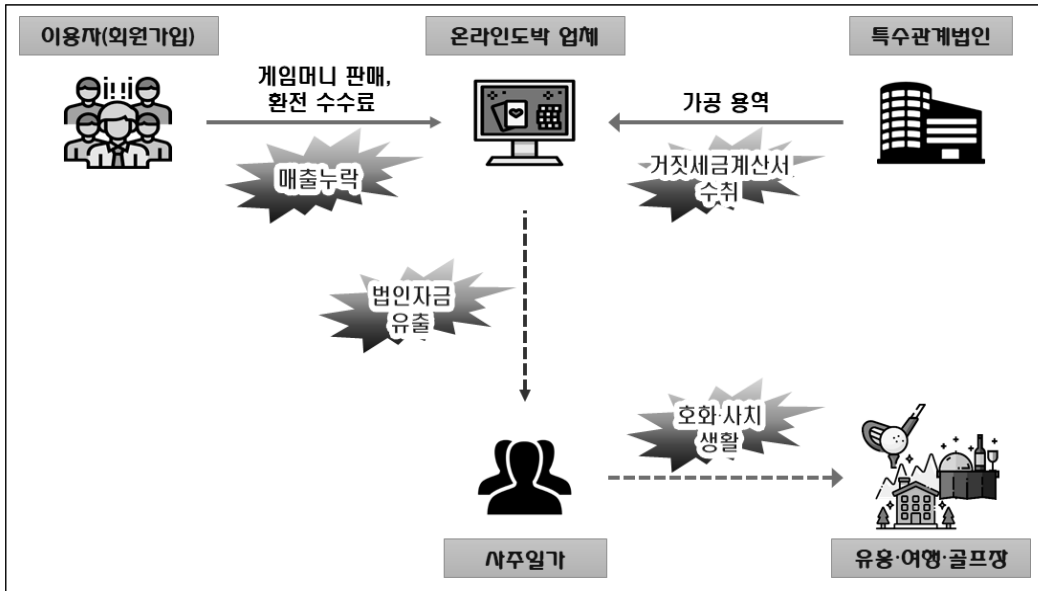 이용자(회원가입)
온라인도박 업체
특수관계법인
게임머니 판매,
환전 수수료
가공 용역
매출누락
거짓세금계산서
수취
법인자금
유출
호화·사치
생활
사주일가
유흥·여행·골프장